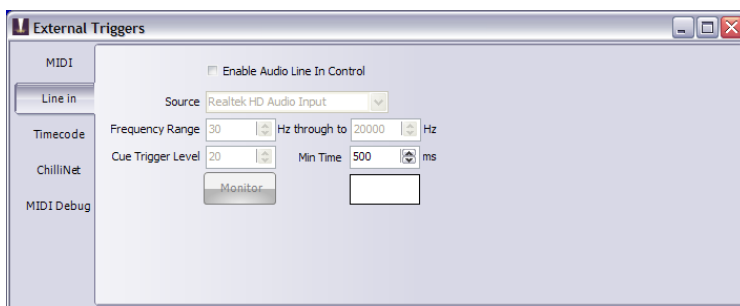 External Triggers
MIDI
Enable Audio Line In Control
Line in
Source Realtek HD Audio Input
Timecode
Frequency Range 30 Hz through to 20000 Hz
Cue Trigger Level 20 Min Time 500 ms
ChilliNet
Monitor
MIDI Debug